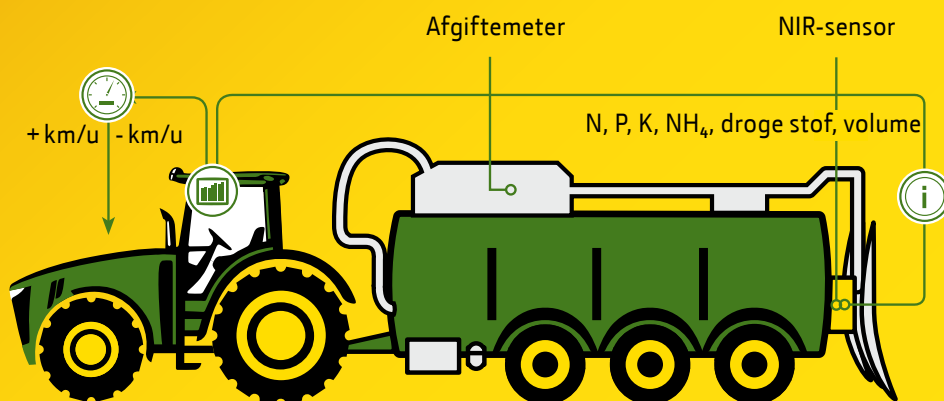 Afgiftemeter
NIR-sensor
+ km/u - km/u
N, P, K, NH₄, droge stof, volume
i